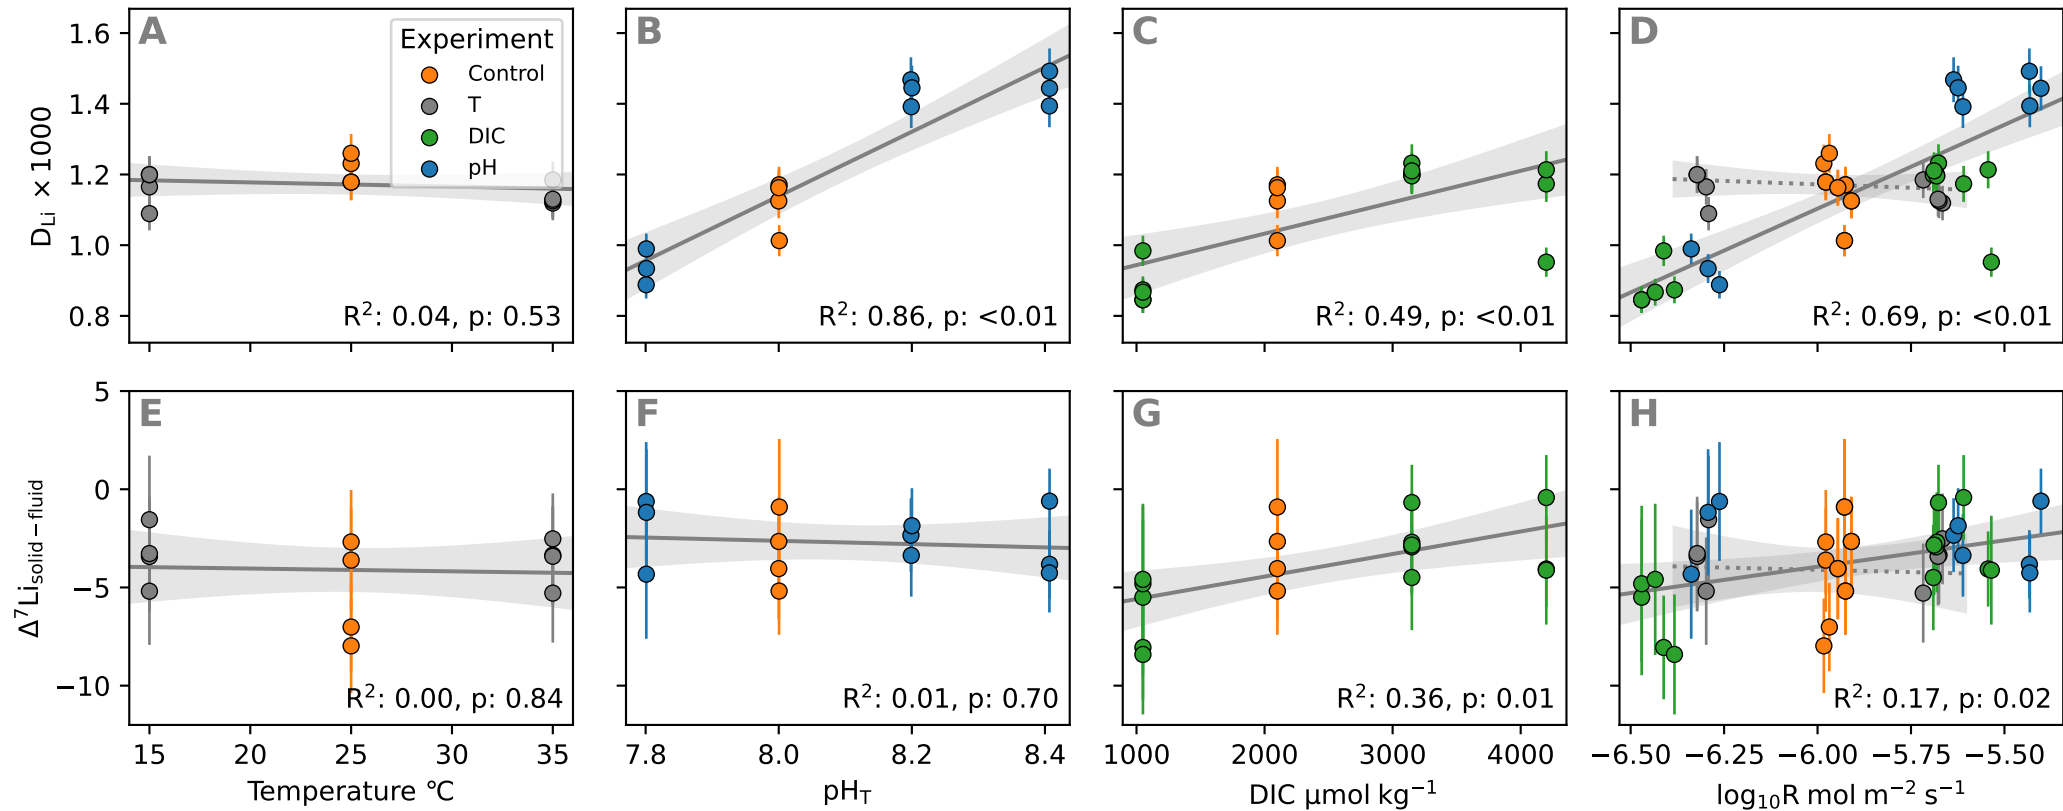 A
B
C
D
Experiment
Control
T
DIC
pH
1.6
1.4
1.2
1.0
0.8
D_Li × 1000
R²: 0.04, p: 0.53
R²: 0.86, p: <0.01
R²: 0.49, p: <0.01
R²: 0.69, p: <0.01
E
F
G
H
5
0
−5
−10
Δ⁷Li_solid−fluid
R²: 0.00, p: 0.84
R²: 0.01, p: 0.70
R²: 0.36, p: 0.01
R²: 0.17, p: 0.02
15 20 25 30 35
7.8 8.0 8.2 8.4
1000 2000 3000 4000
−6.50 −6.25 −6.00 −5.75 −5.50
Temperature °C
pH_T
DIC µmol kg⁻¹
log₁₀R mol m⁻² s⁻¹